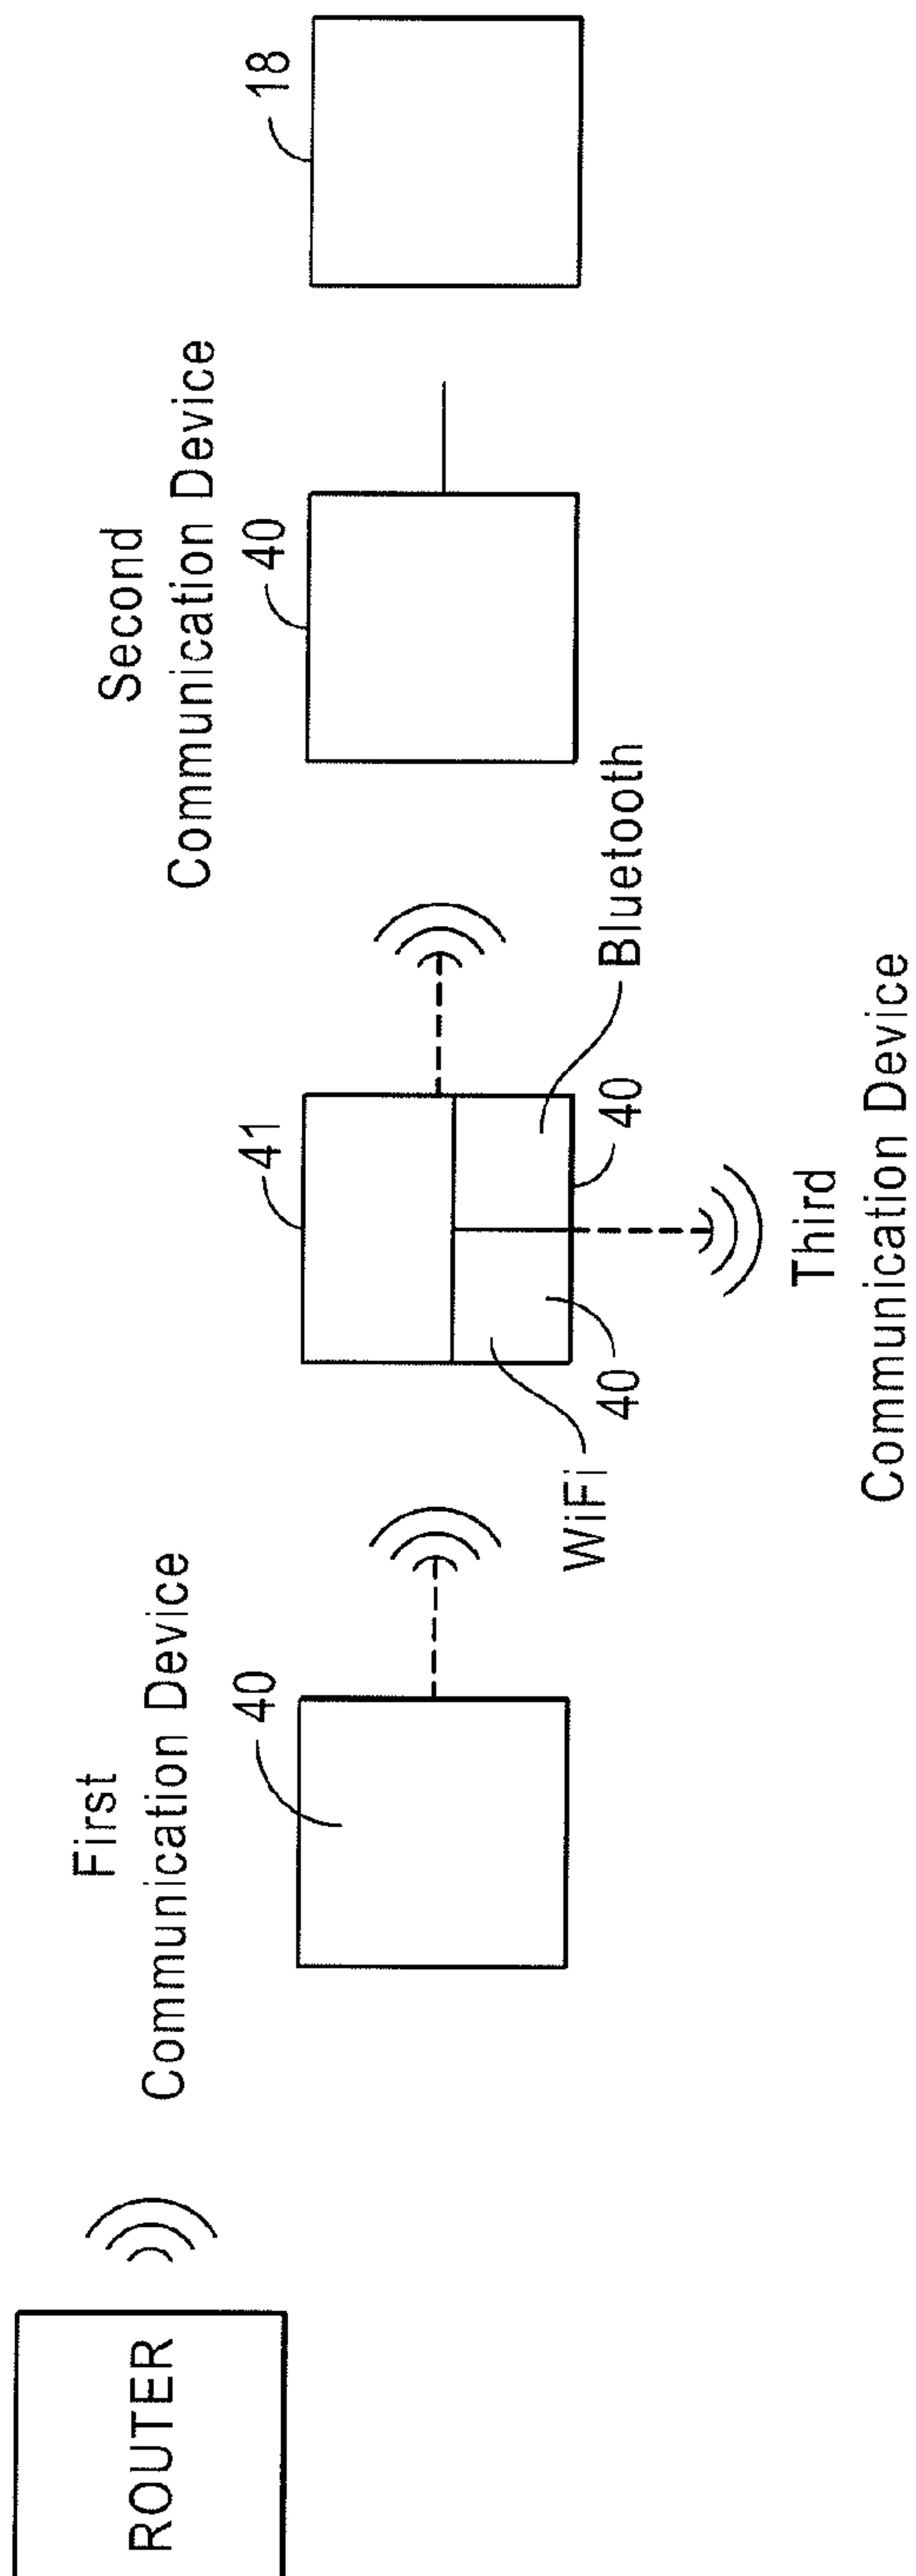 ROUTER
First
Communication Device
40
WiFi
40
41
40
Bluetooth
Third
Communication Device
Second
Communication Device
40
18